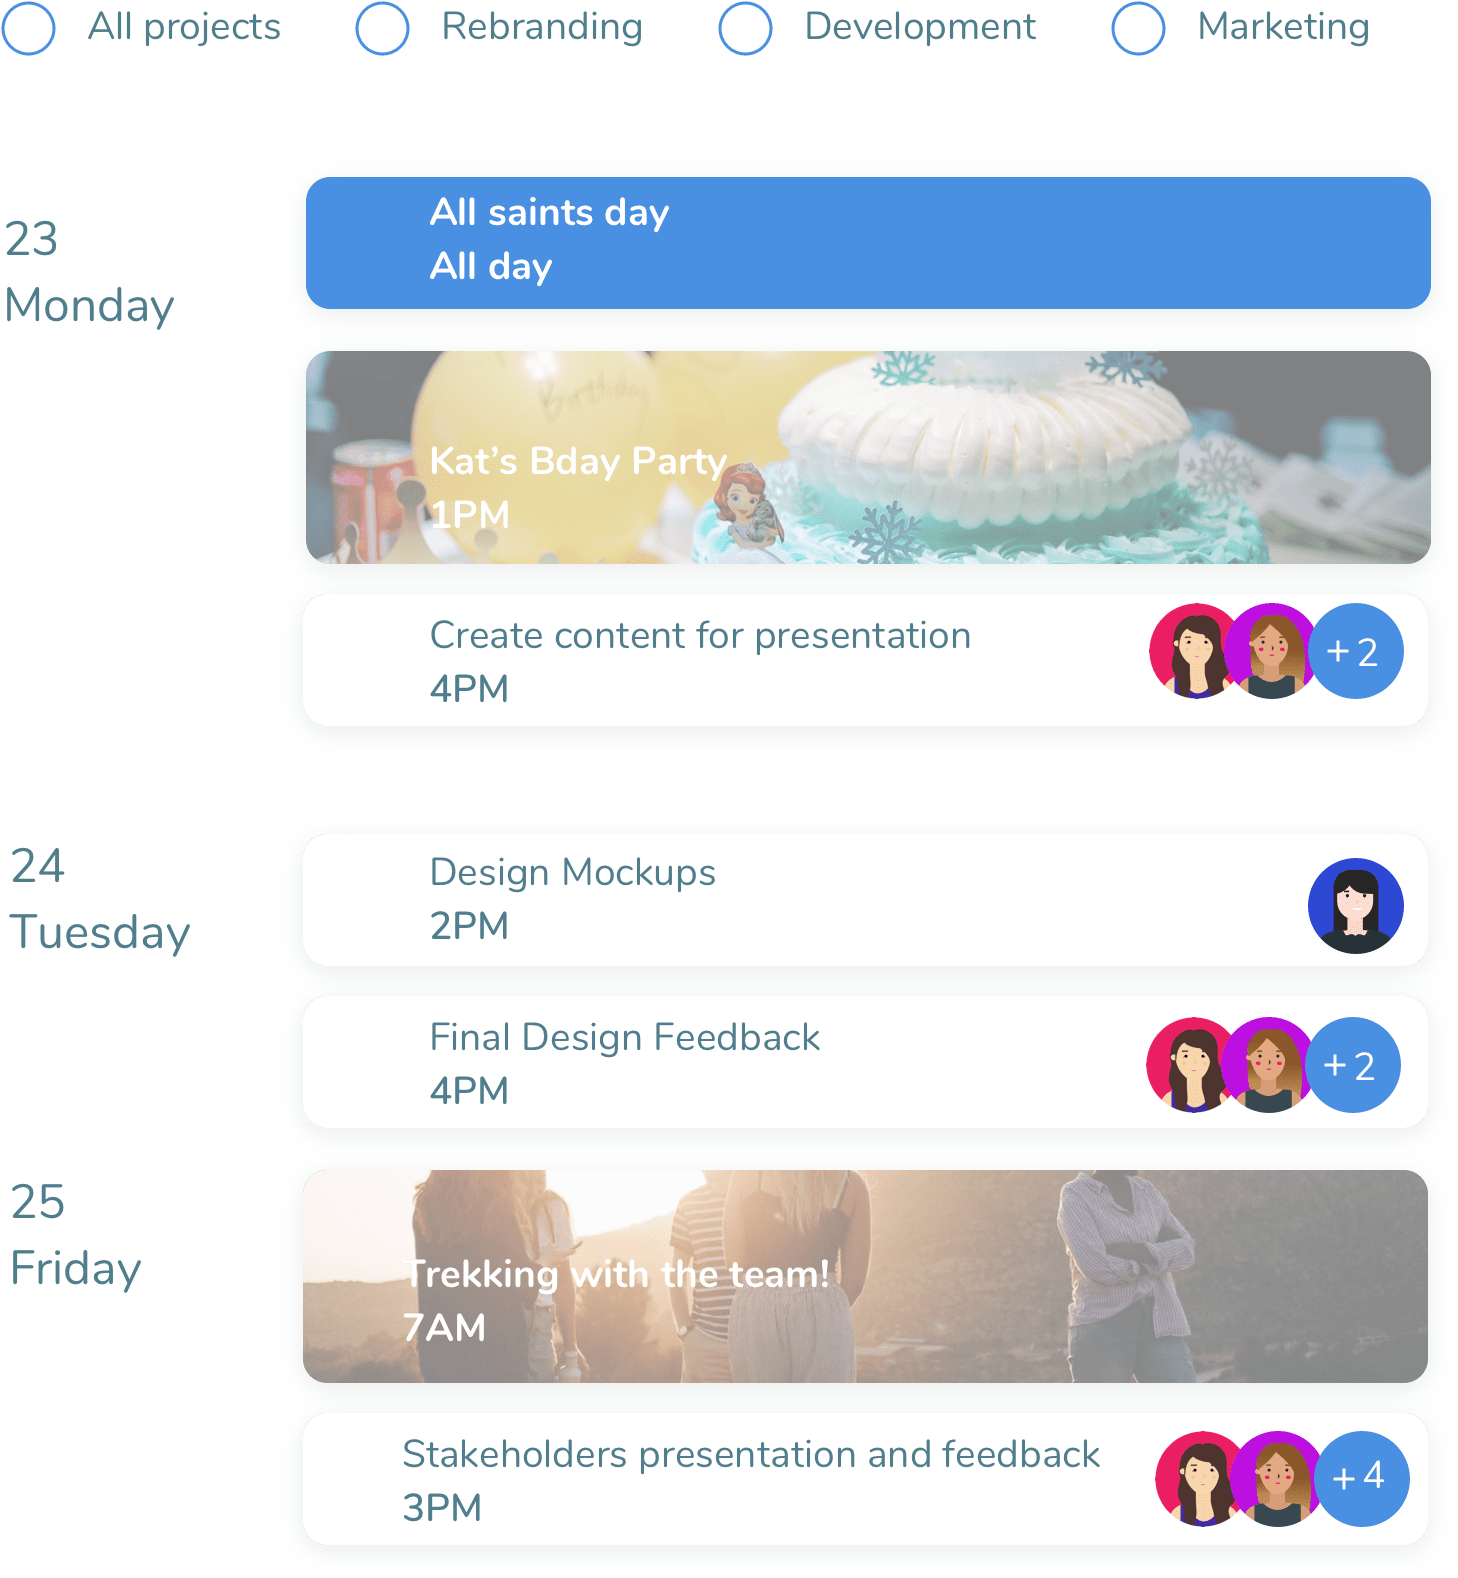 All projects
Rebranding
Development
Marketing
23
Monday
All saints day
All day
Birthday
Kat’s Bday Party
1PM
Create content for presentation
4PM
+2
24
Tuesday
Design Mockups
2PM
Final Design Feedback
4PM
+2
25
Friday
Trekking with the team!
7AM
Stakeholders presentation and feedback
3PM
+4